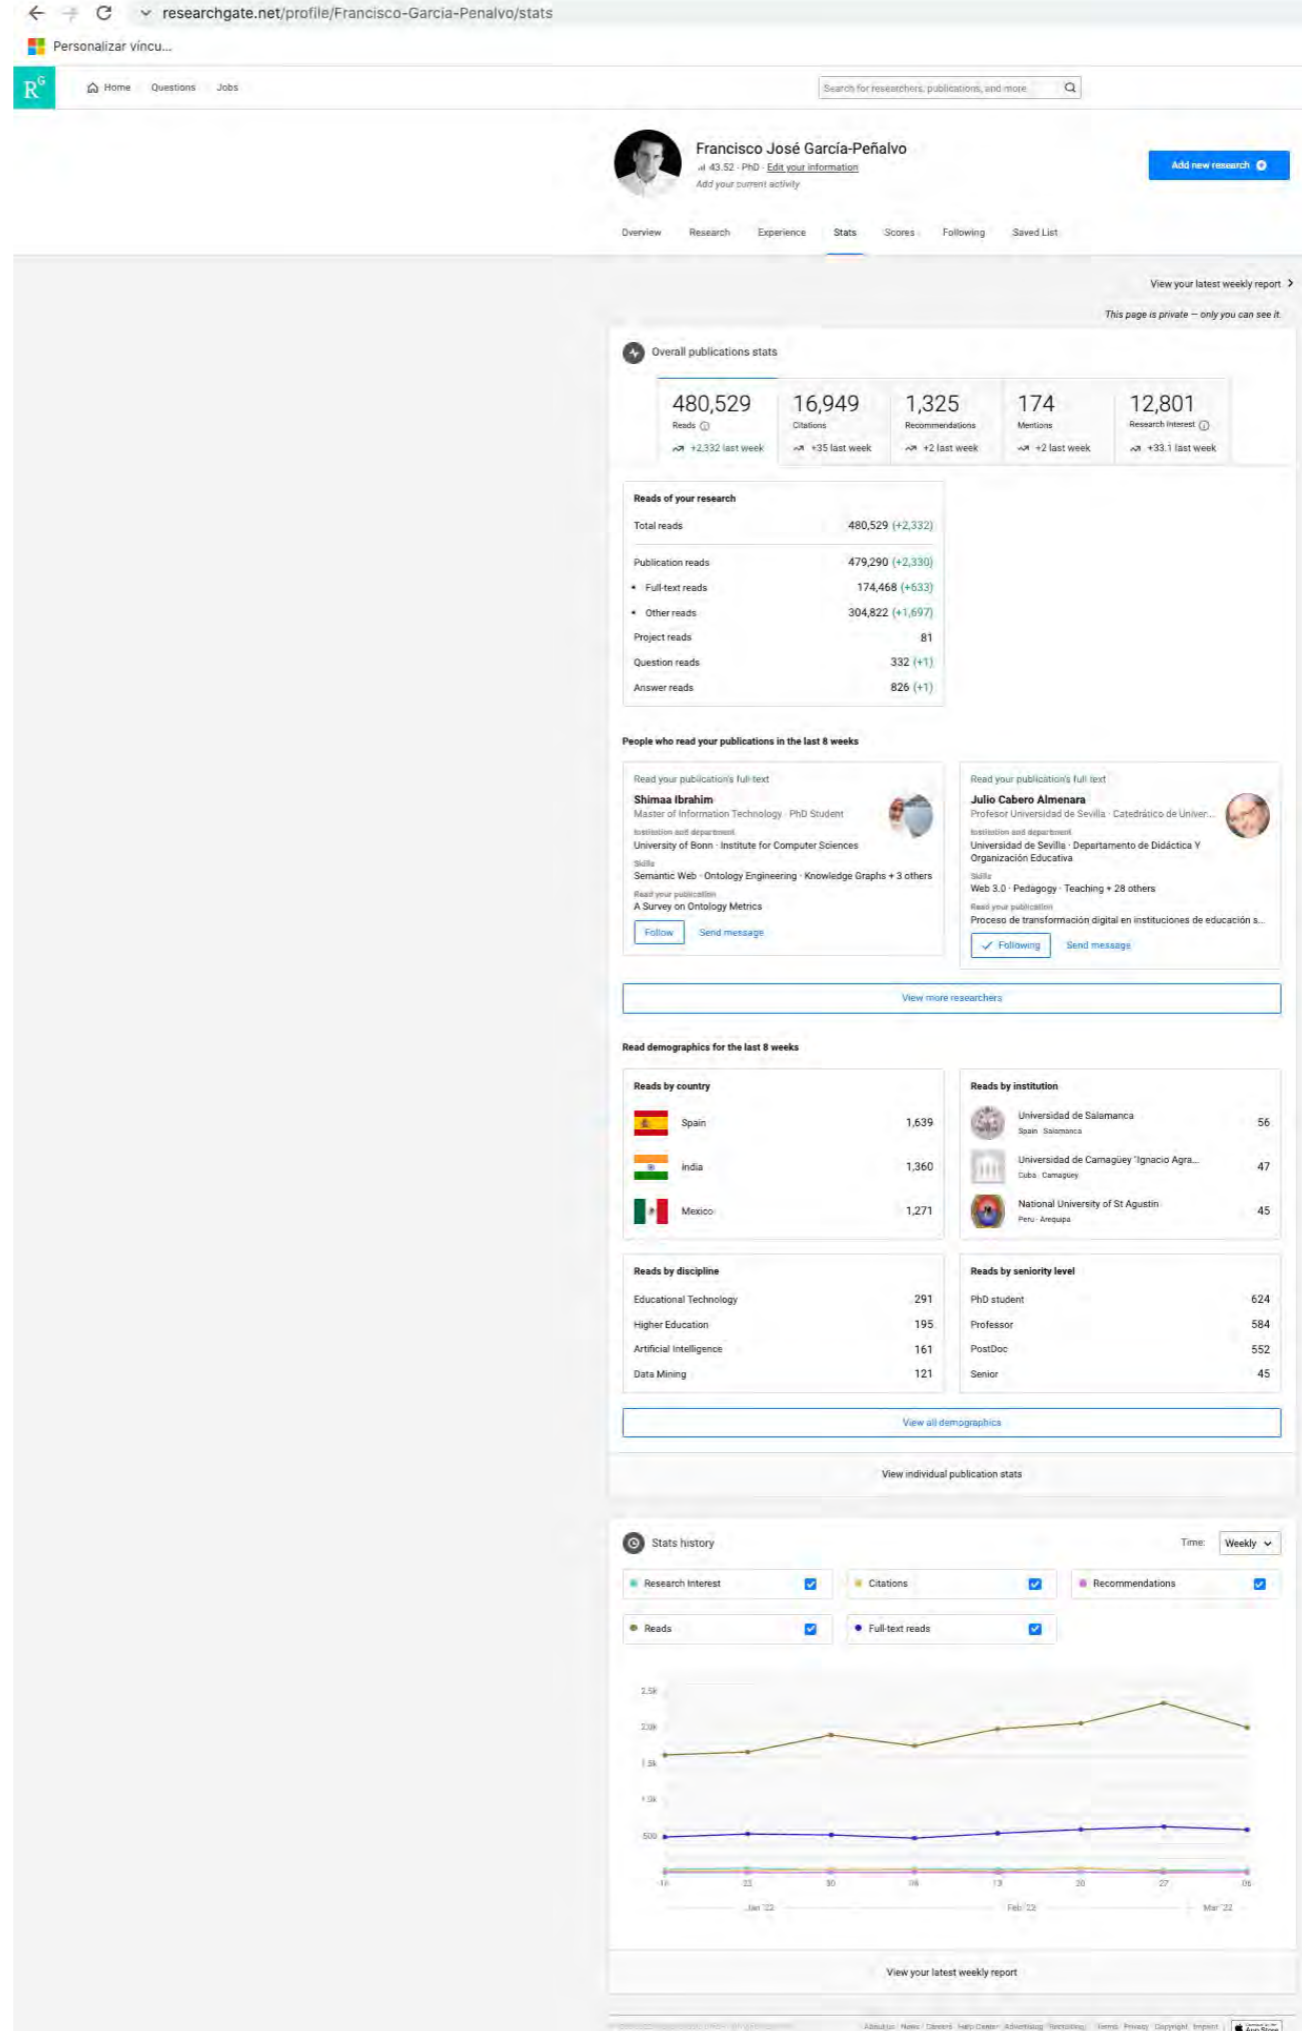 researchgate.net/profile/Francisco-Garcia-Penalvo/stats
Personalizar víncu...
RG
Home Questions Jobs
Search for researchers, publications, and more
Francisco José García-Peñalvo
43.52 · PhD · Edit your information
Add your current activity
Add new research
Overview Research Experience Stats Scores Following Saved List
View your latest weekly report
This page is private — only you can see it.
Overall publications stats
480,529 16,949 1,325 174 12,801
Reads Citations Recommendations Mentions Research Interest
+2,332 last week +35 last week +2 last week +2 last week +33.1 last week
Reads of your research
Total reads 480,529 (+2,332)
Publication reads 479,290 (+2,330)
• Full-text reads 174,468 (+633)
• Other reads 304,822 (+1,697)
Project reads 81
Question reads 332 (+1)
Answer reads 826 (+1)
People who read your publications in the last 8 weeks
Read your publication's full-text
Shimaa Ibrahim
Master of Information Technology · PhD Student
Institution and department
University of Bonn · Institute for Computer Sciences
Skills
Semantic Web · Ontology Engineering · Knowledge Graphs + 3 others
Read your publication
A Survey on Ontology Metrics
Follow Send message
Read your publication's full-text
Julio Cabero Almenara
Profesor Universidad de Sevilla · Catedrático de Univer...
Institution and department
Universidad de Sevilla · Departamento de Didáctica Y
Organización Educativa
Skills
Web 3.0 · Pedagogy · Teaching + 28 others
Read your publication
Proceso de transformación digital en instituciones de educación s...
Following Send message
View more researchers
Read demographics for the last 8 weeks
Reads by country
Spain 1,639
india 1,360
Mexico 1,271
Reads by institution
Universidad de Salamanca 56
Spain · Salamanca
Universidad de Camagüey "Ignacio Agra... 47
Cuba · Camagüey
National University of St Agustin 45
Peru · Arequipa
Reads by discipline
Educational Technology 291
Higher Education 195
Artificial Intelligence 161
Data Mining 121
Reads by seniority level
PhD student 624
Professor 584
PostDoc 552
Senior 45
View all demographics
View individual publication stats
Stats history Time: Weekly
Research Interest Citations Recommendations
Reads Full-text reads
2.5k
2.0k
1.5k
1.0k
500
16 23 30 06 13 20 27 06
Jan '22 Feb '22 Mar '22
View your latest weekly report
About us News Careers Help Center Advertising Recruiting Terms Privacy Copyright Imprint App Store